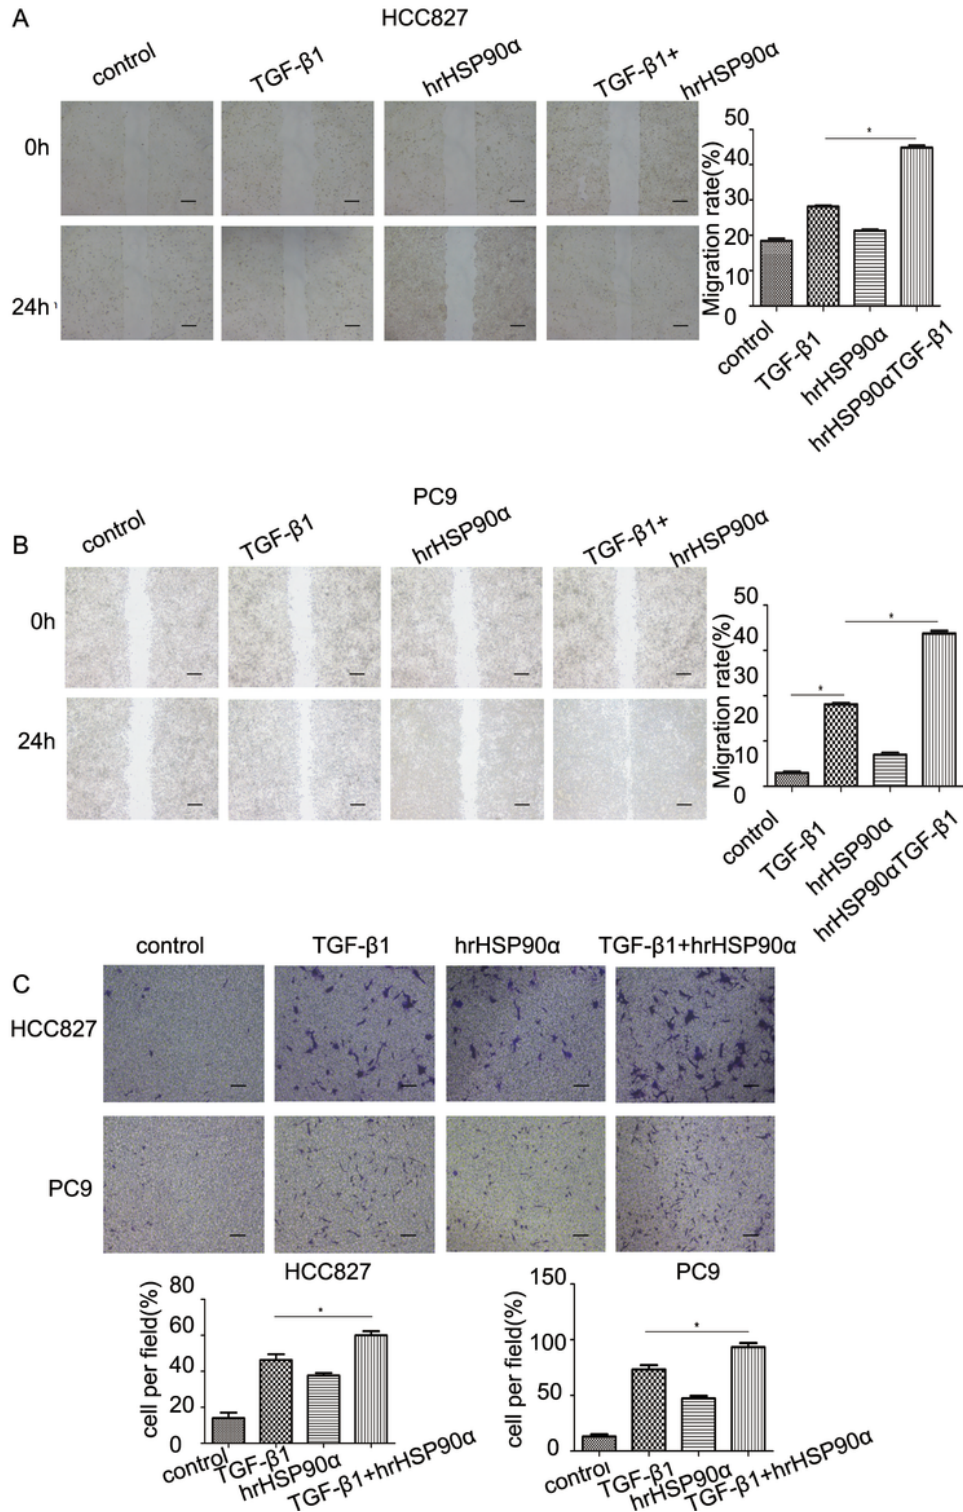 A
HCC827
control
TGF-β1
hrHSP90α
TGF-β1+
hrHSP90α
0h
24h
Migration rate(%)
50
40
30
20
10
0
*
control
TGF-β1
hrHSP90α
hrHSP90αTGF-β1
B
PC9
control
TGF-β1
hrHSP90α
TGF-β1+
hrHSP90α
0h
24h
Migration rate(%)
50
40
20
10
0
*
*
control
TGF-β1
hrHSP90α
hrHSP90αTGF-β1
C
control
TGF-β1
hrHSP90α
TGF-β1+hrHSP90α
HCC827
PC9
HCC827
cell per field(%)
80
60
40
20
0
*
control
TGF-β1
hrHSP90α
TGF-β1+hrHSP90α
PC9
cell per field(%)
150
100
50
0
*
control
TGF-β1
hrHSP90α
TGF-β1+hrHSP90α